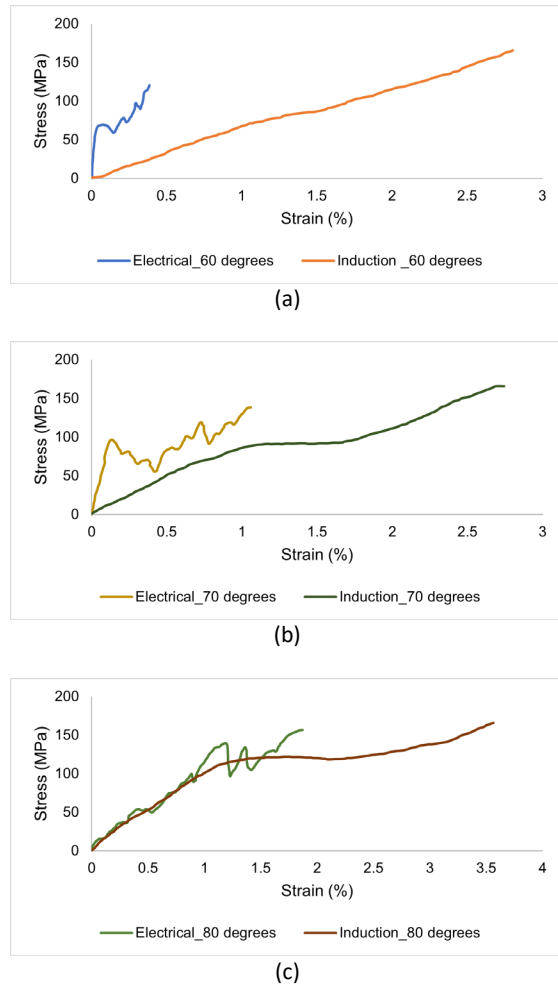 200
150
100
50
0
Stress (MPa)
0 0.5 1 1.5 2 2.5 3
Strain (%)
Electrical_60 degrees Induction _60 degrees
(a)
200
150
100
50
0
Stress (MPa)
0 0.5 1 1.5 2 2.5 3
Strain (%)
Electrical_70 degrees Induction_70 degrees
(b)
200
150
100
50
0
Stress (MPa)
0 0.5 1 1.5 2 2.5 3 3.5 4
Strain (%)
Electrical_80 degrees Induction_80 degrees
(c)